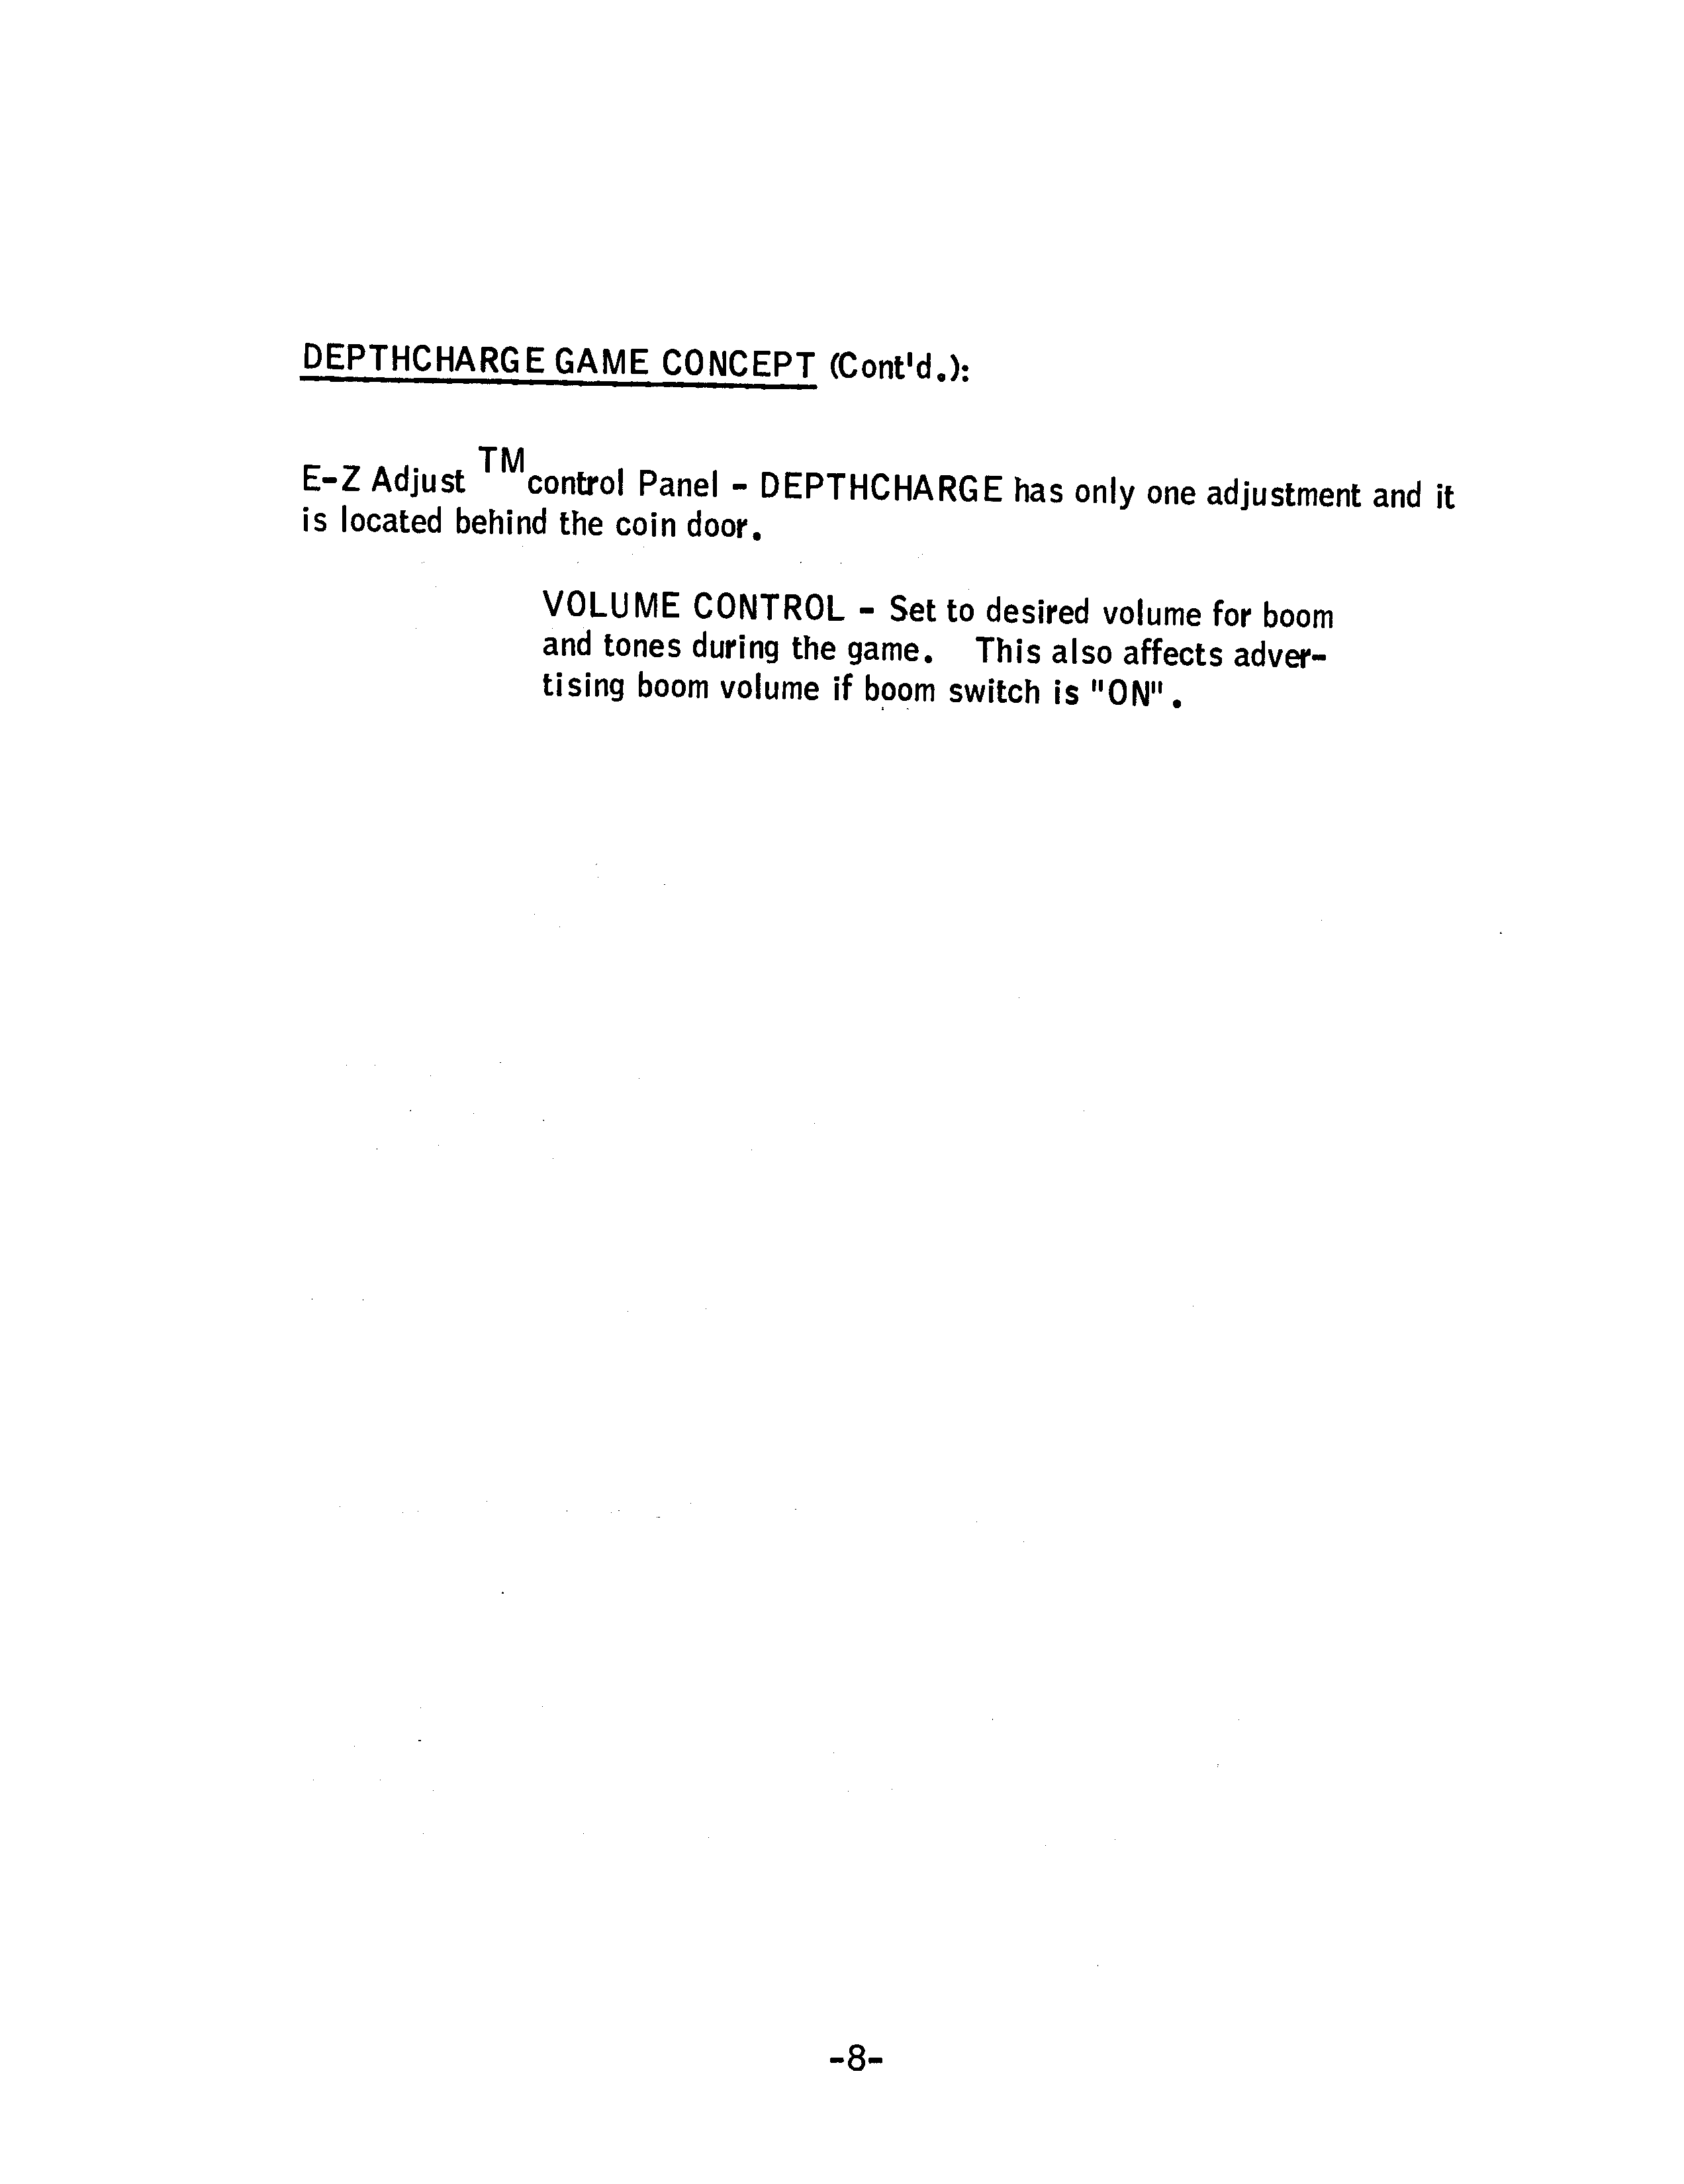 DEPTHCHARGE GAME CONCEPT (Cont'd.):
E-Z Adjust TM control Panel - DEPTHCHARGE has only one adjustment and it
is located behind the coin door.
VOLUME CONTROL - Set to desired volume for boom
and tones during the game. This also affects adver-
tising boom volume if boom switch is "ON".
-8-